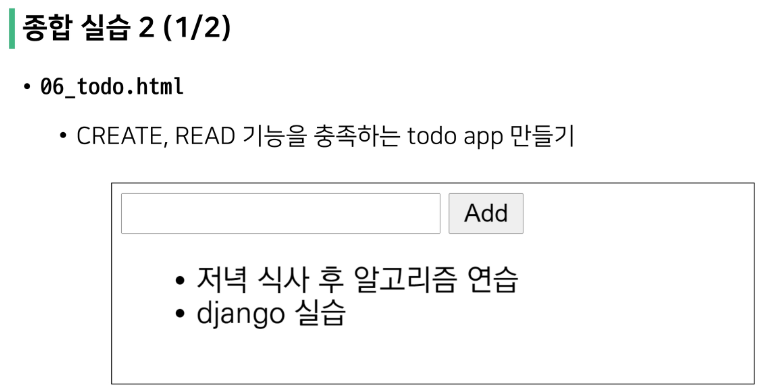 종합 실습 2 (1/2)
• 06_todo.html
• CREATE, READ 기능을 충족하는 todo app 만들기
Add
• 저녁 식사 후 알고리즘 연습
• django 실습